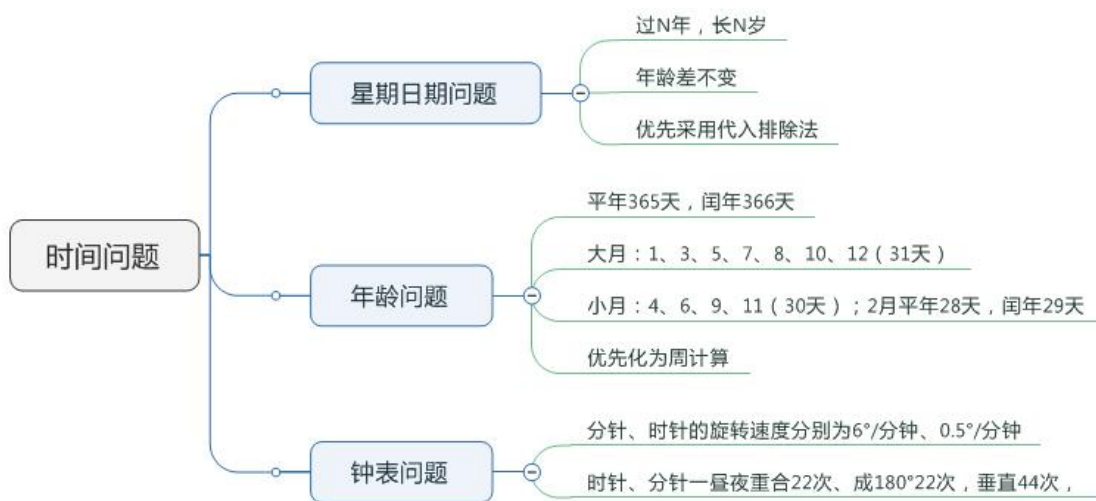 时间问题
星期日期问题
过N年，长N岁
年龄差不变
优先采用代入排除法
年龄问题
平年365天，闰年366天
大月：1、3、5、7、8、10、12（31天）
小月：4、6、9、11（30天）；2月平年28天，闰年29天
优先化为周计算
钟表问题
分针、时针的旋转速度分别为6°/分钟、0.5°/分钟
时针、分针一昼夜重合22次、成180°22次，垂直44次，